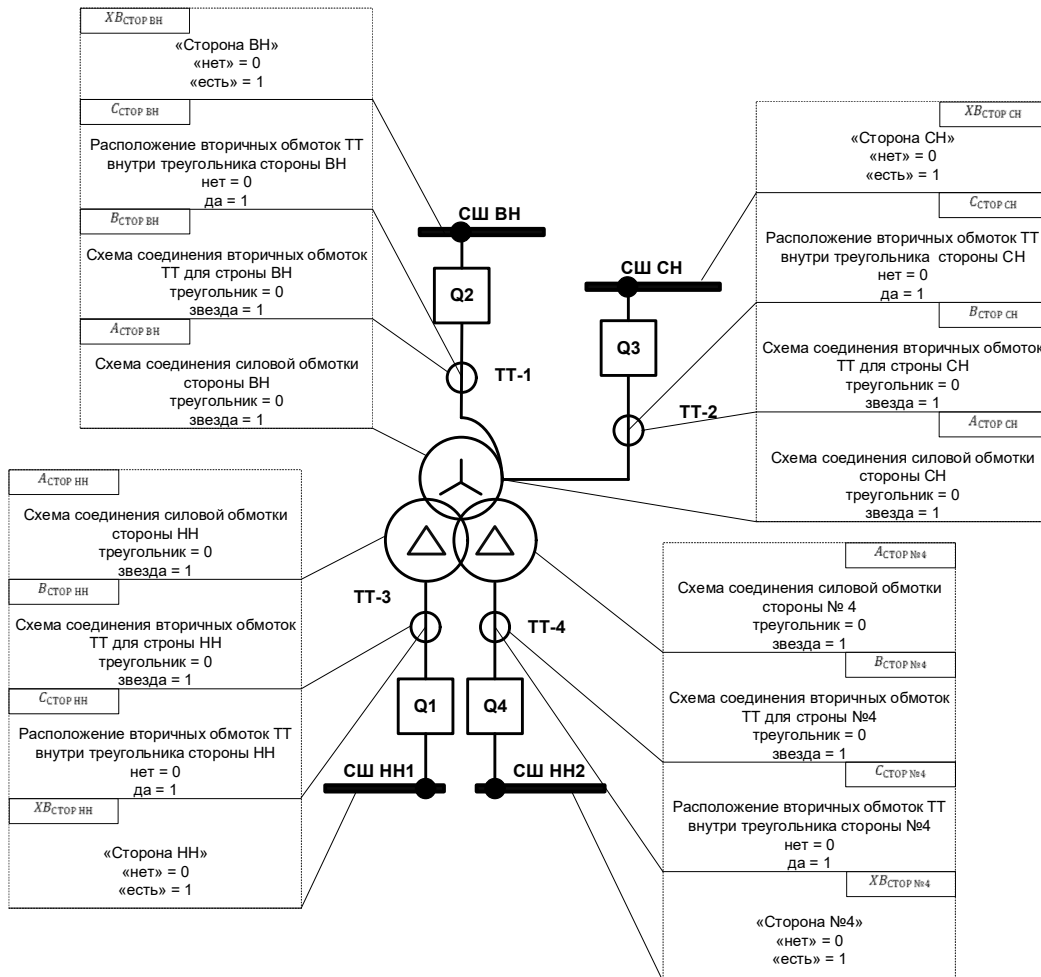 XBСТОР ВН
«Сторона ВН»
«нет» = 0
«есть» = 1
CСТОР ВН
Расположение вторичных обмоток ТТ
внутри треугольника стороны ВН
нет = 0
да = 1
BСТОР ВН
Схема соединения вторичных обмоток
ТТ для строны ВН
треугольник = 0
звезда = 1
AСТОР ВН
Схема соединения силовой обмотки
стороны ВН
треугольник = 0
звезда = 1
СШ ВН
Q2
ТТ-1
СШ СН
Q3
ТТ-2
XBСТОР СН
«Сторона СН»
«нет» = 0
«есть» = 1
CСТОР СН
Расположение вторичных обмоток ТТ
внутри треугольника стороны СН
нет = 0
да = 1
BСТОР СН
Схема соединения вторичных обмоток
ТТ для строны СН
треугольник = 0
звезда = 1
AСТОР СН
Схема соединения силовой обмотки
стороны СН
треугольник = 0
звезда = 1
AСТОР НН
Схема соединения силовой обмотки
стороны НН
треугольник = 0
звезда = 1
BСТОР НН
Схема соединения вторичных обмоток
ТТ для строны НН
треугольник = 0
звезда = 1
CСТОР НН
Расположение вторичных обмоток ТТ
внутри треугольника стороны НН
нет = 0
да = 1
XBСТОР НН
«Сторона НН»
«нет» = 0
«есть» = 1
ТТ-3
ТТ-4
Q1
Q4
СШ НН1
СШ НН2
AСТОР №4
Схема соединения силовой обмотки
стороны № 4
треугольник = 0
звезда = 1
BСТОР №4
Схема соединения вторичных обмоток
ТТ для строны №4
треугольник = 0
звезда = 1
CСТОР №4
Расположение вторичных обмоток ТТ
внутри треугольника стороны №4
нет = 0
да = 1
XBСТОР №4
«Сторона №4»
«нет» = 0
«есть» = 1